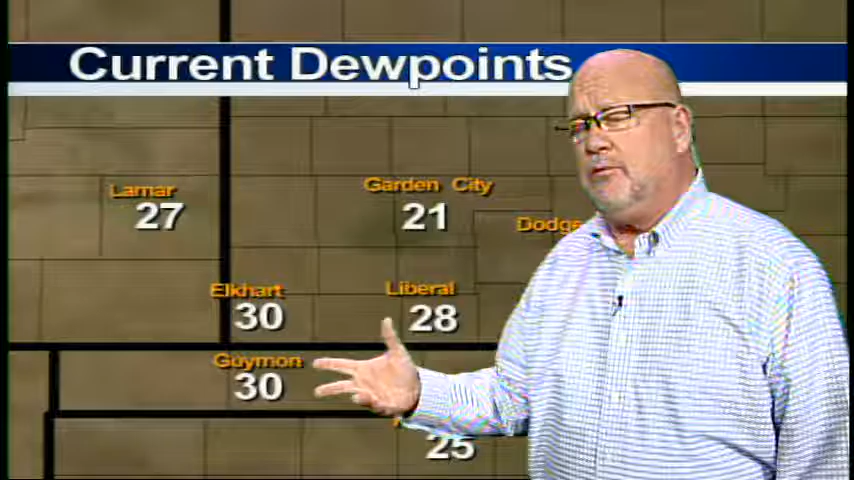 Current Dewpoints
Lamar
27
Garden City
21
Dodge
Elkhart
30
Liberal
28
Guymon
30
25